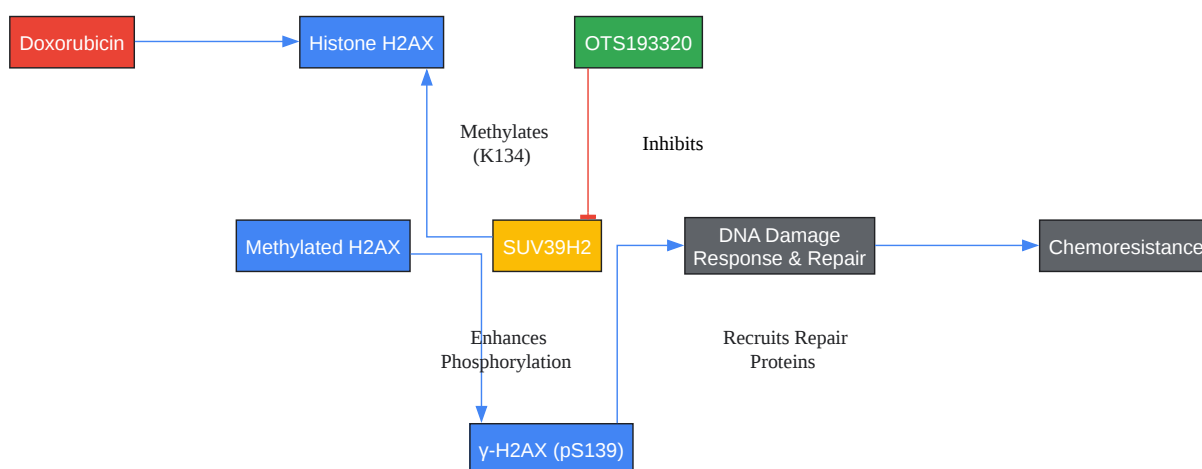 Doxorubicin
Histone H2AX
OTS193320
Methylates
(K134)
Inhibits
Methylated H2AX
SUV39H2
DNA Damage
Response & Repair
Chemoresistance
Enhances
Phosphorylation
Recruits Repair
Proteins
γ-H2AX (pS139)